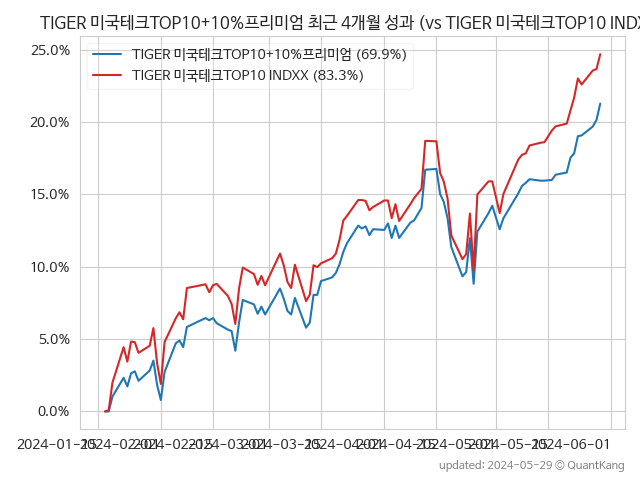 TIGER 미국테크TOP10+10%프리미엄 최근 4개월 성과 (vs TIGER 미국테크TOP10 INDX
TIGER 미국테크TOP10+10%프리미엄 (69.9%)
TIGER 미국테크TOP10 INDXX (83.3%)
25.0%
20.0%
15.0%
10.0%
5.0%
0.0%
2024-01-25 2024-02-01 2024-02-15 2024-03-01 2024-03-15 2024-04-01 2024-04-15 2024-05-01 2024-05-15 2024-06-01
updated: 2024-05-29 © QuantKang